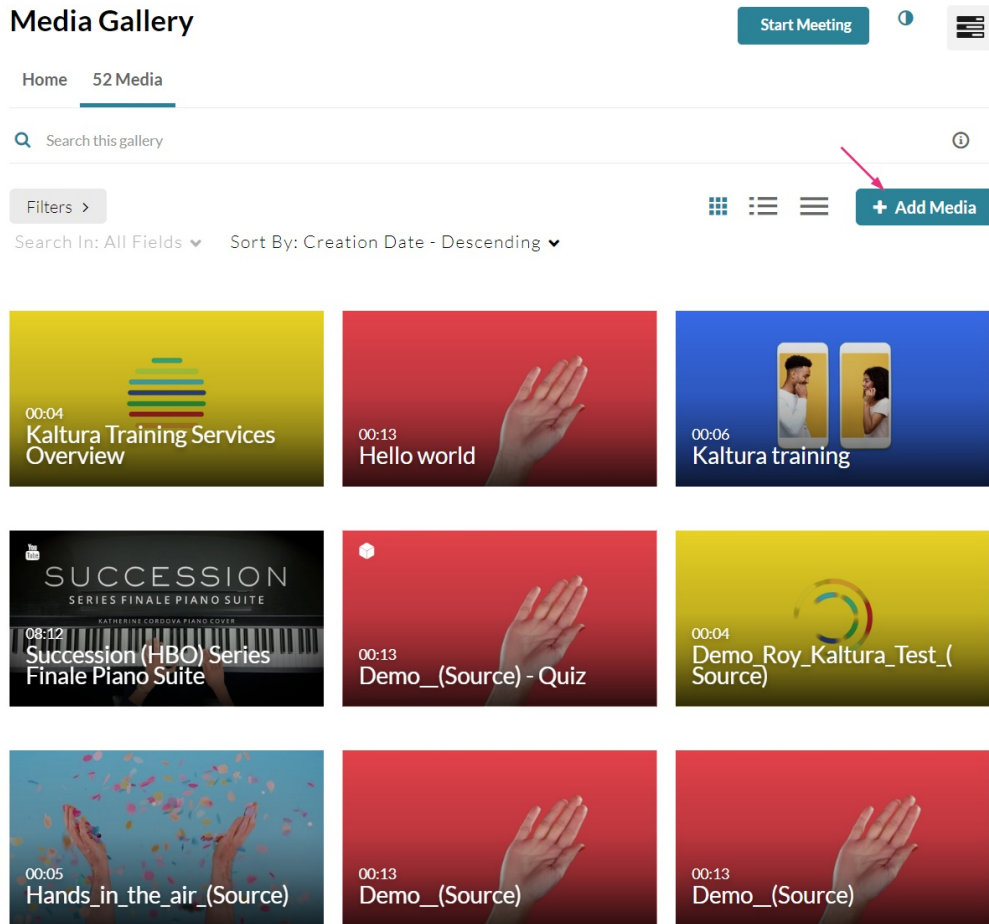 Media Gallery
Start Meeting
Home
52 Media
Search this gallery
Filters
+ Add Media
Search In: All Fields
Sort By: Creation Date - Descending
00:04
Kaltura Training Services
Overview
00:13
Hello world
00:06
Kaltura training
You
Tube
SUCCESSION
SERIES FINALE PIANO SUITE
KATHERINE CORDOVA PIANO COVER
08:12
Succession (HBO) Series
Finale Piano Suite
00:13
Demo__(Source) - Quiz
00:04
Demo_Roy_Kaltura_Test_(
Source)
00:05
Hands_in_the_air_(Source)
00:13
Demo__(Source)
00:13
Demo__(Source)